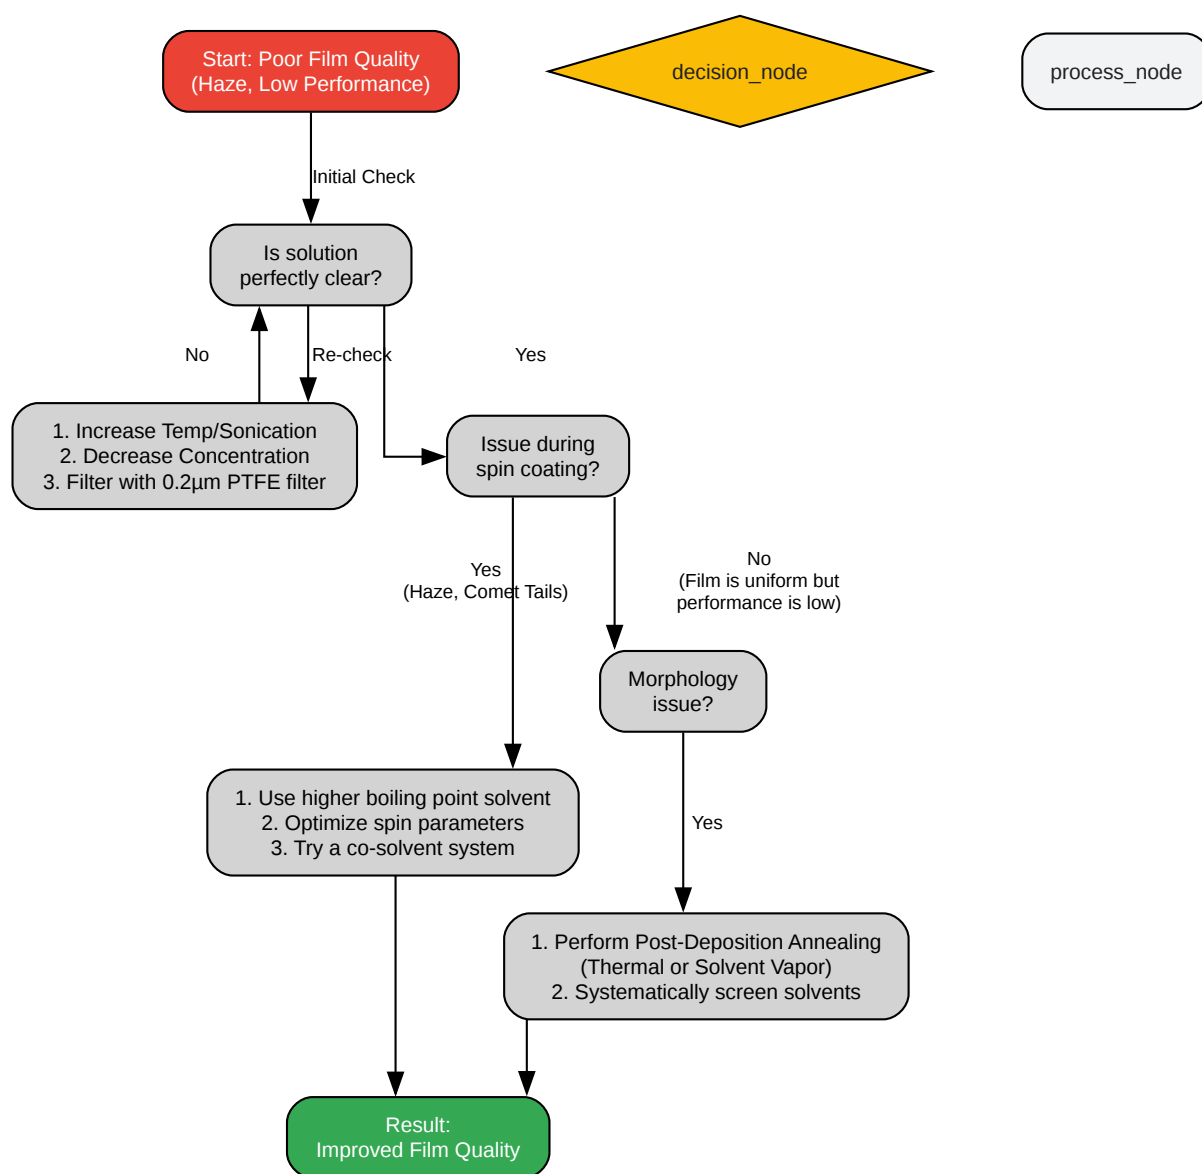 Start: Poor Film Quality
(Haze, Low Performance)
decision_node
process_node
Initial Check
Is solution
perfectly clear?
No
Re-check
Yes
1. Increase Temp/Sonication
2. Decrease Concentration
3. Filter with 0.2µm PTFE filter
Issue during
spin coating?
Yes
(Haze, Comet Tails)
No
(Film is uniform but
performance is low)
Morphology
issue?
1. Use higher boiling point solvent
2. Optimize spin parameters
3. Try a co-solvent system
Yes
1. Perform Post-Deposition Annealing
(Thermal or Solvent Vapor)
2. Systematically screen solvents
Result:
Improved Film Quality